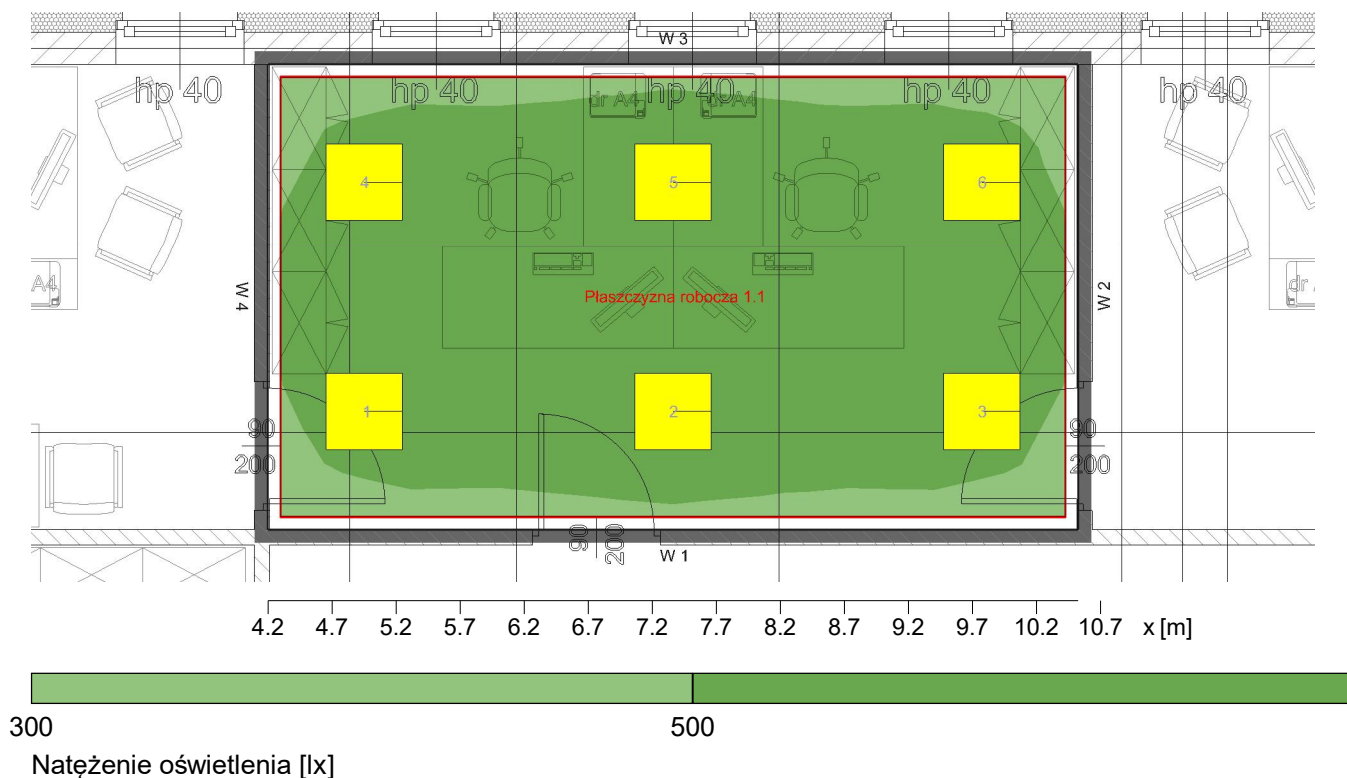 W 3
hp 40 hp 40 hp 40 hp 40 hp 40
dr A4 dr A4
4 5 6
A4 dr
W 4 Płaszczyzna robocza 1.1 W 2
1 2 3
90 90
200 200
90
200
W 1
4.2 4.7 5.2 5.7 6.2 6.7 7.2 7.7 8.2 8.7 9.2 9.7 10.2 10.7 x [m]
300 500
Natężenie oświetlenia [lx]